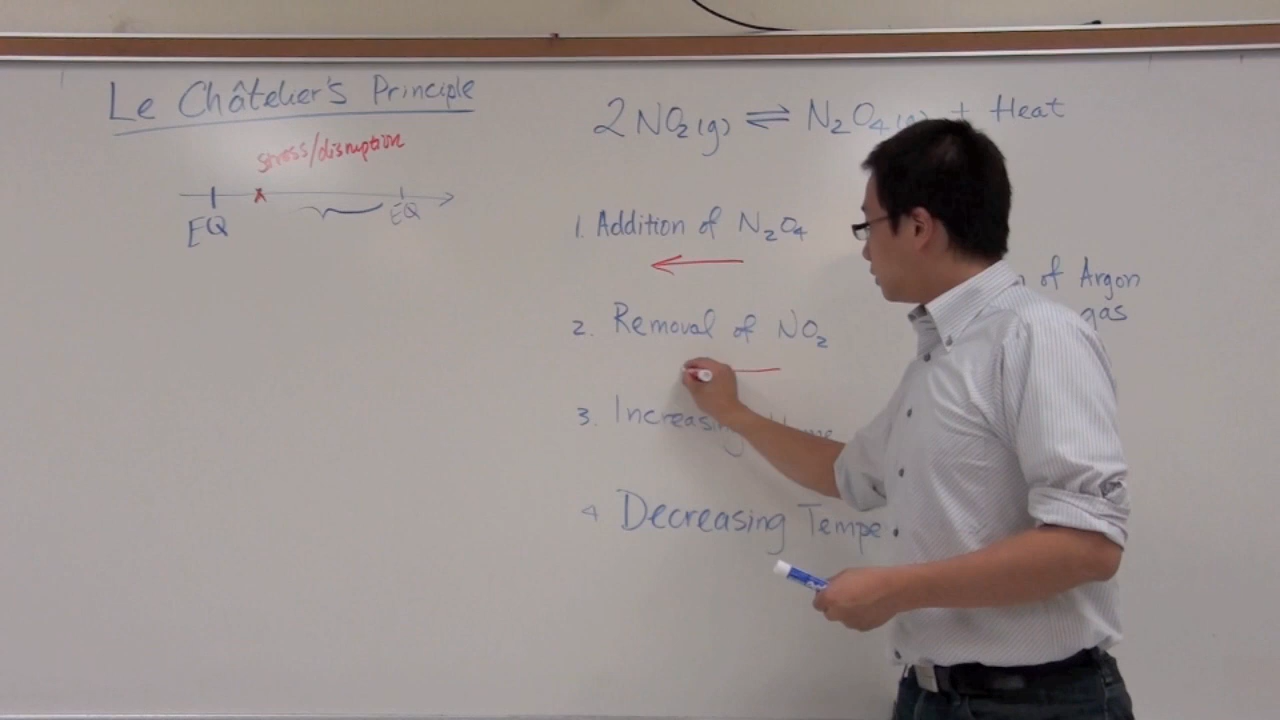 Le Châtelier's Principle
stress/disruption
x
EQ EQ
2NO₂(g) ⇌ N₂O₄(g) + Heat
1. Addition of N₂O₄
←
2. Removal of NO₂
3. Increasing
4 Decreasing Tempe
of Argon
gas